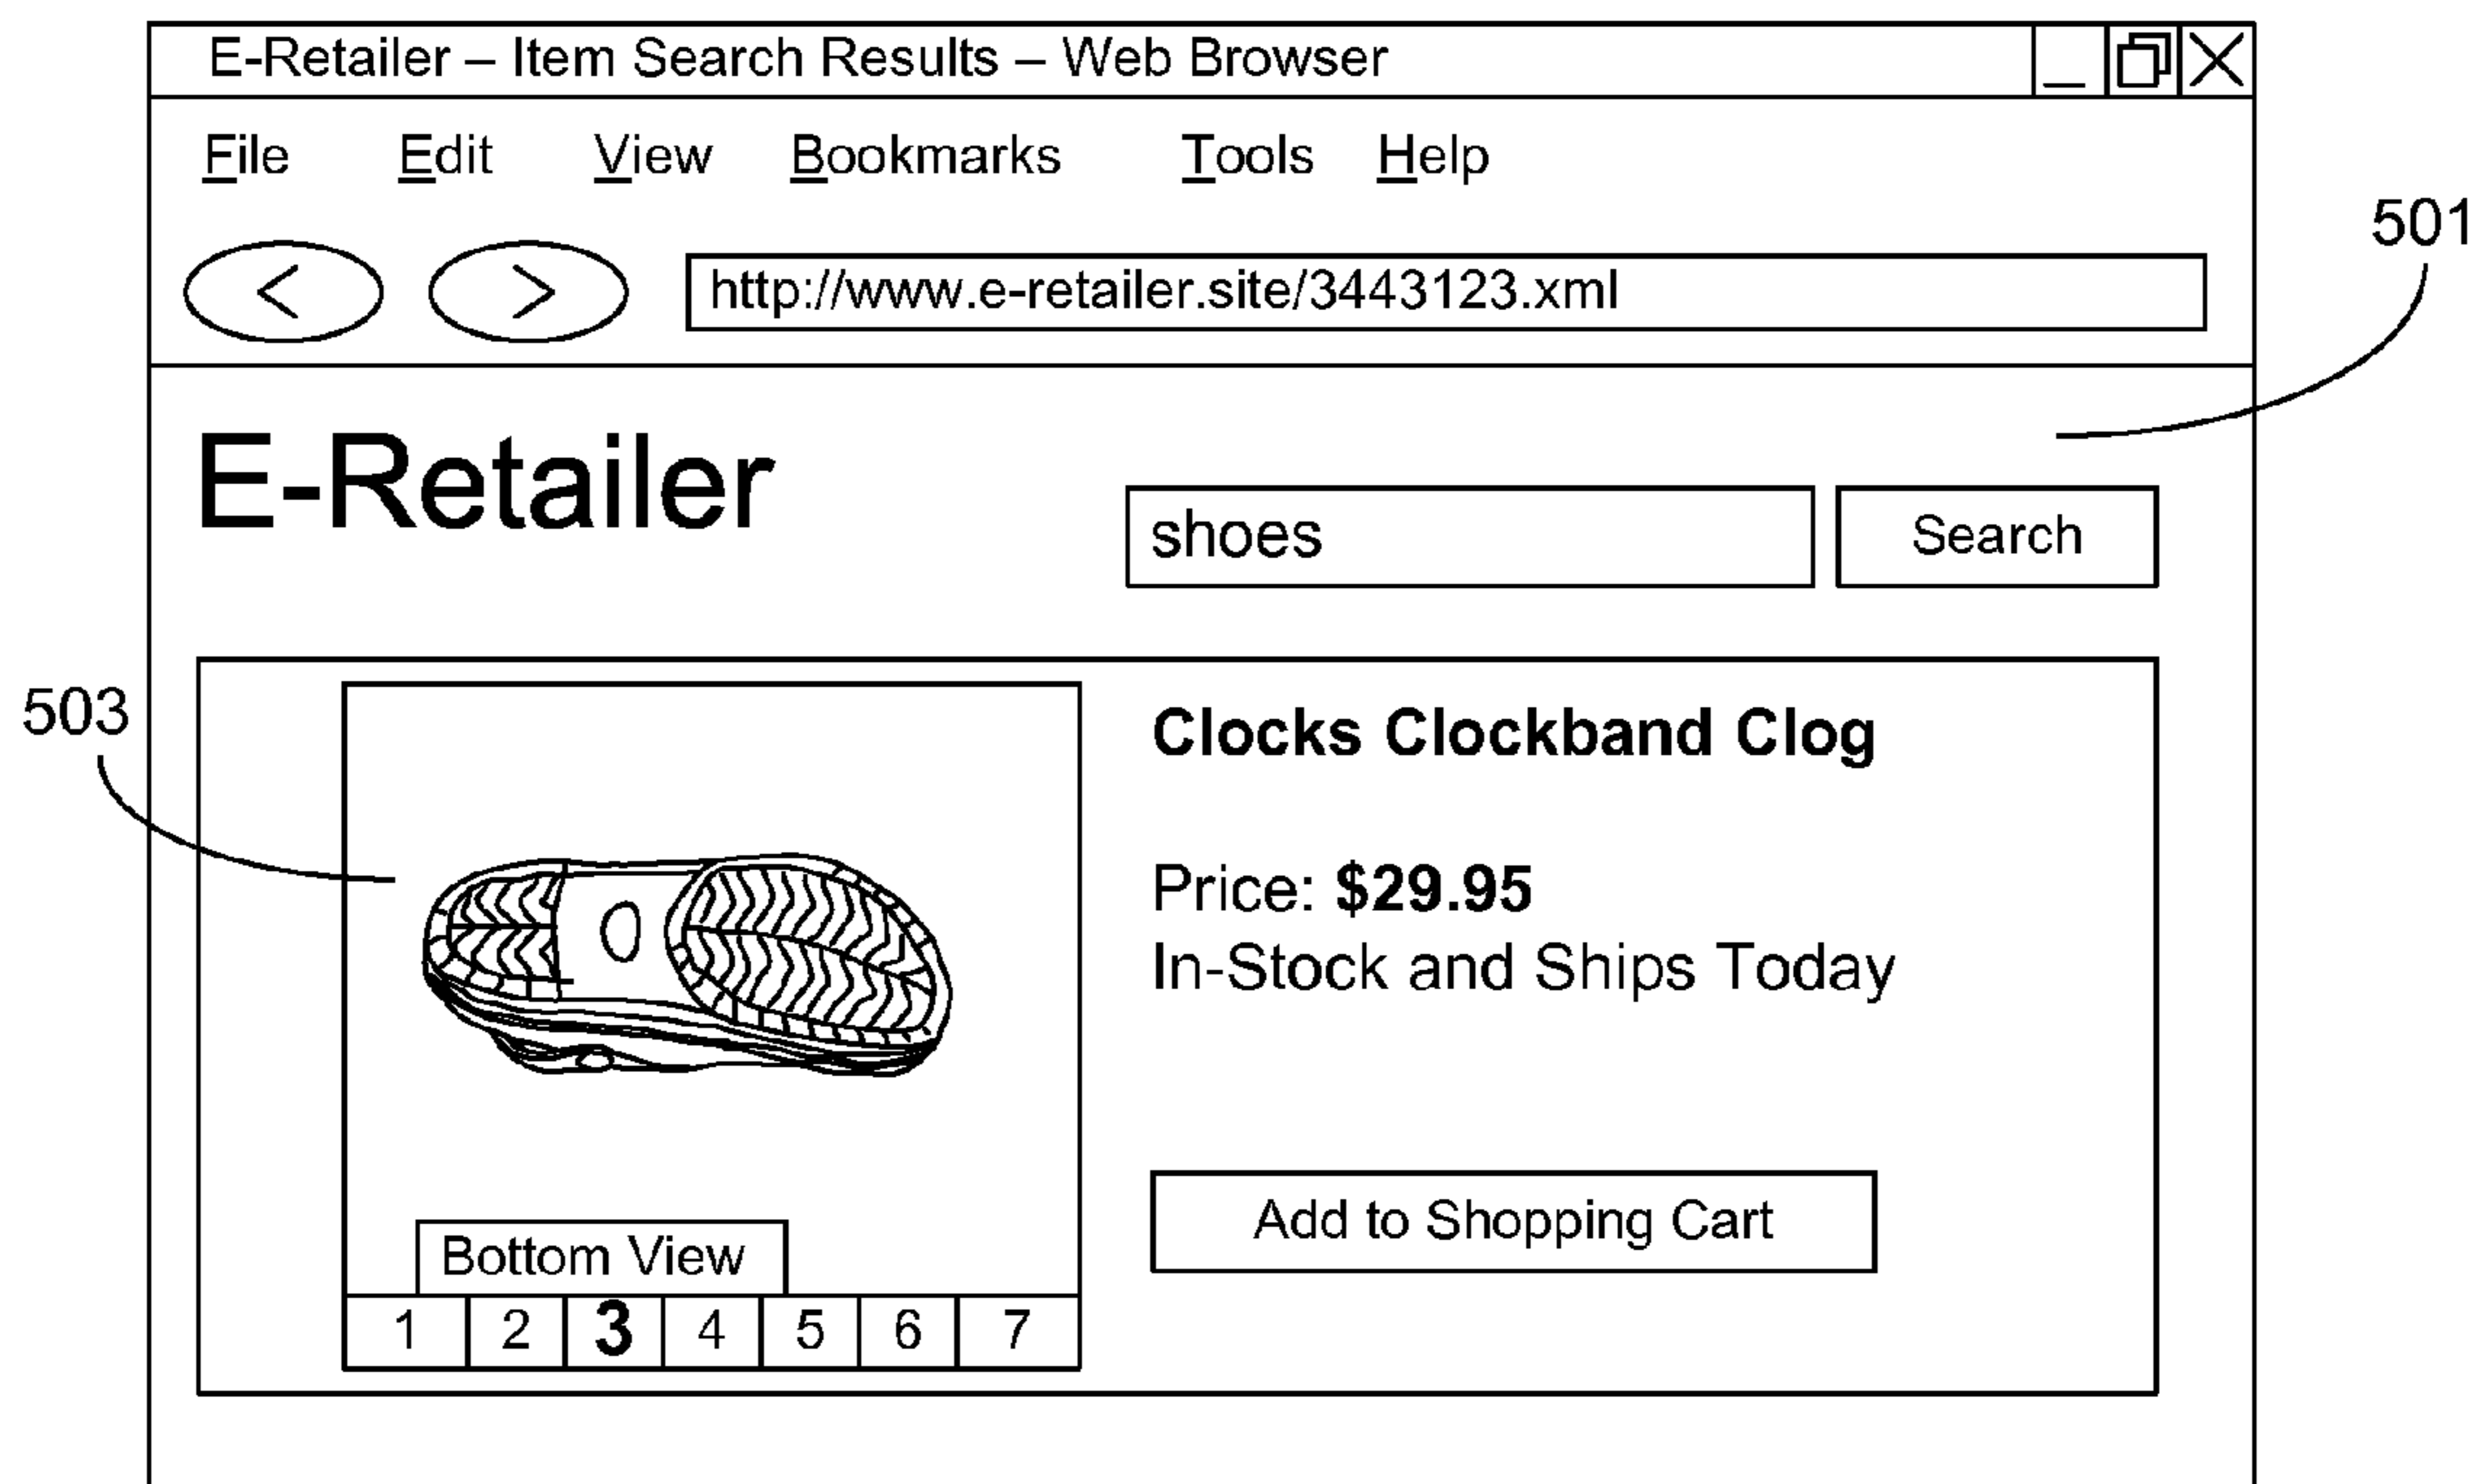 E-Retailer – Item Search Results – Web Browser
File Edit View Bookmarks Tools Help
http://www.e-retailer.site/3443123.xml
501
E-Retailer
shoes Search
503
Clocks Clockband Clog
Price: $29.95
In-Stock and Ships Today
Add to Shopping Cart
Bottom View
1 2 3 4 5 6 7